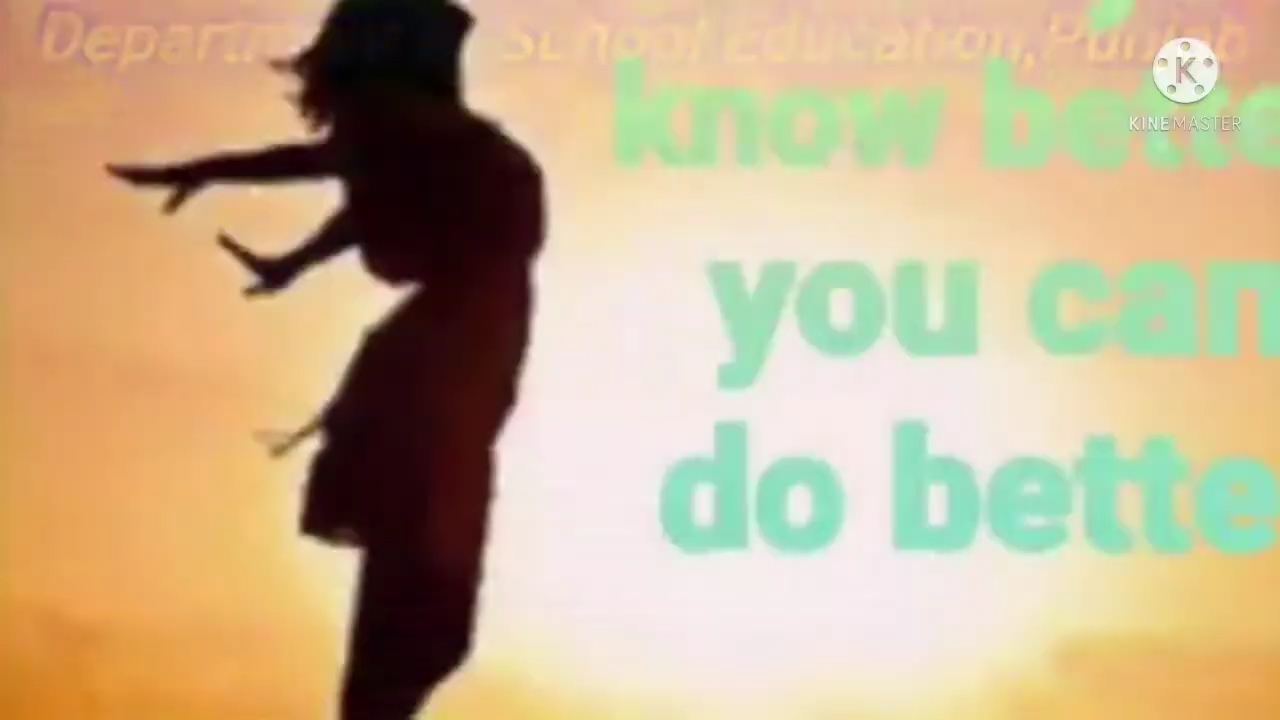 School Education, Punjab
know bette
KINEMASTER
you can
do bette